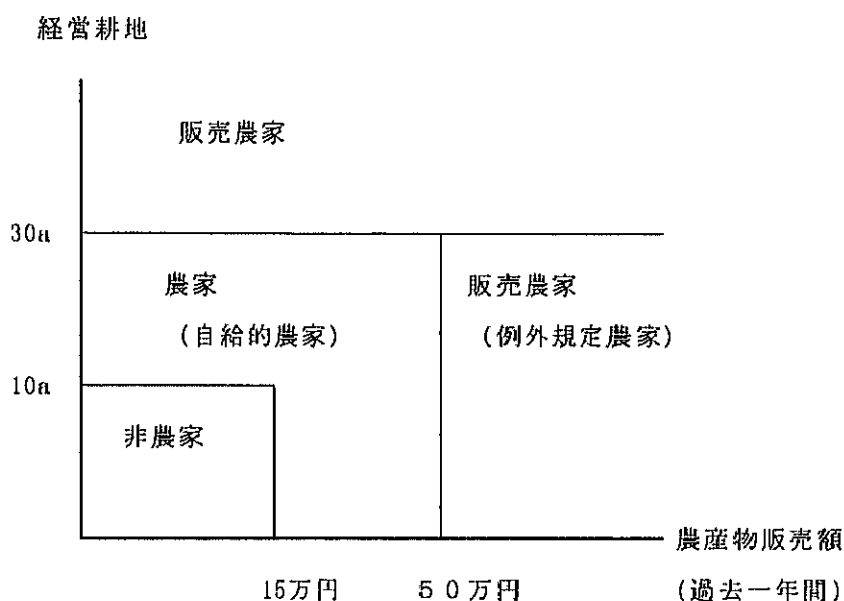 経営耕地
販売農家
30a
農家
販売農家
(自給的農家)
(例外規定農家)
10a
非農家
農産物販売額
15万円
50万円
(過去一年間)